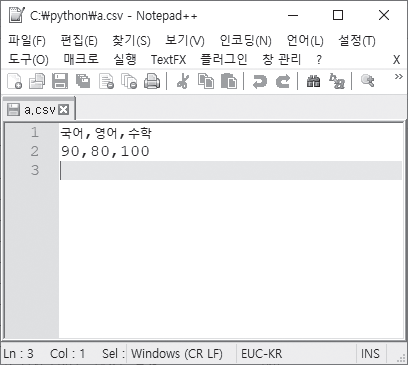 C:₩python₩a.csv - Notepad++
파일(F) 편집(E) 찾기(S) 보기(V) 인코딩(N) 언어(L) 설정(T)
도구(O) 매크로 실행 TextFX 플러그인 창 관리 ? X
a.csv
1 국어,영어,수학
2 90,80,100
3
Ln : 3 Col : 1 Sel : Windows (CR LF) EUC-KR INS